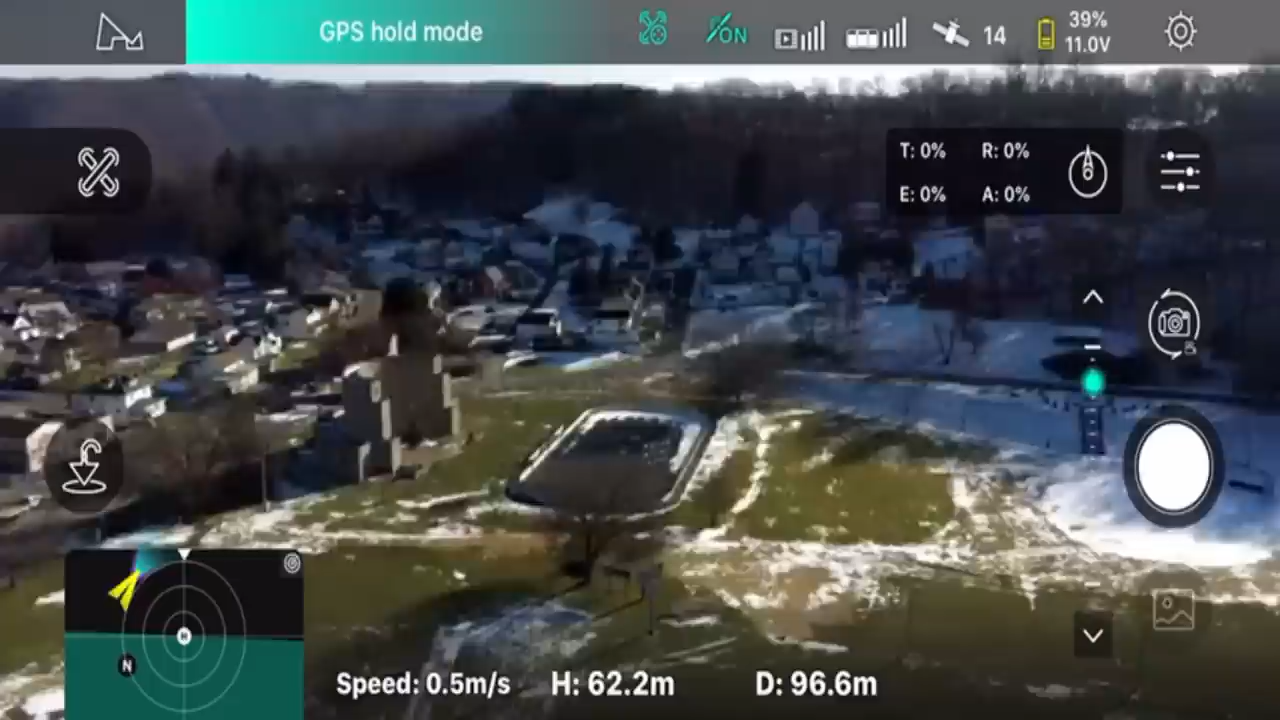 GPS hold mode
ON
14
39%
11.0V
T: 0% R: 0%
E: 0% A: 0%
N
Speed: 0.5m/s H: 62.2m D: 96.6m